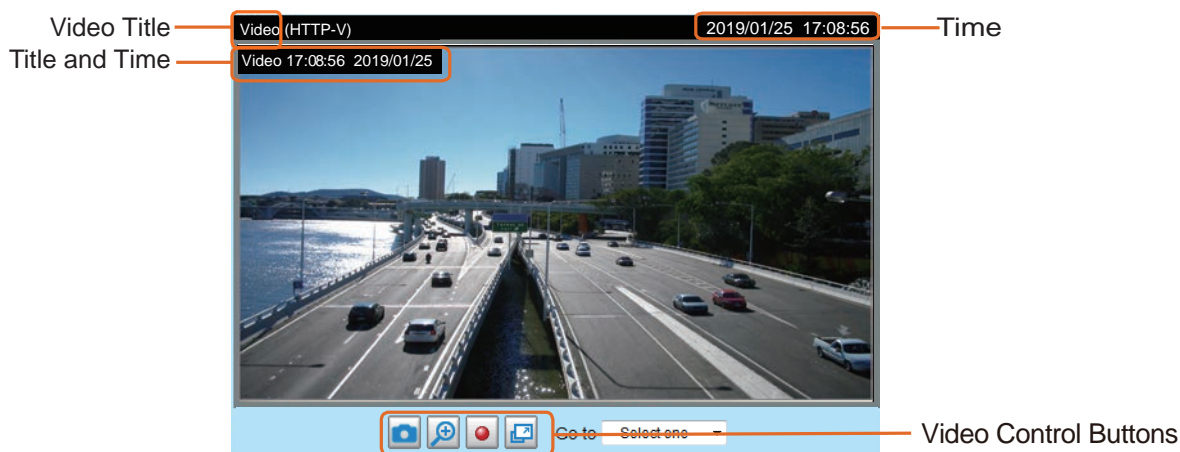 Video Title
Video (HTTP-V)
2019/01/25 17:08:56
Time
Title and Time
Video 17:08:56 2019/01/25
Go to
Select one
Video Control Buttons